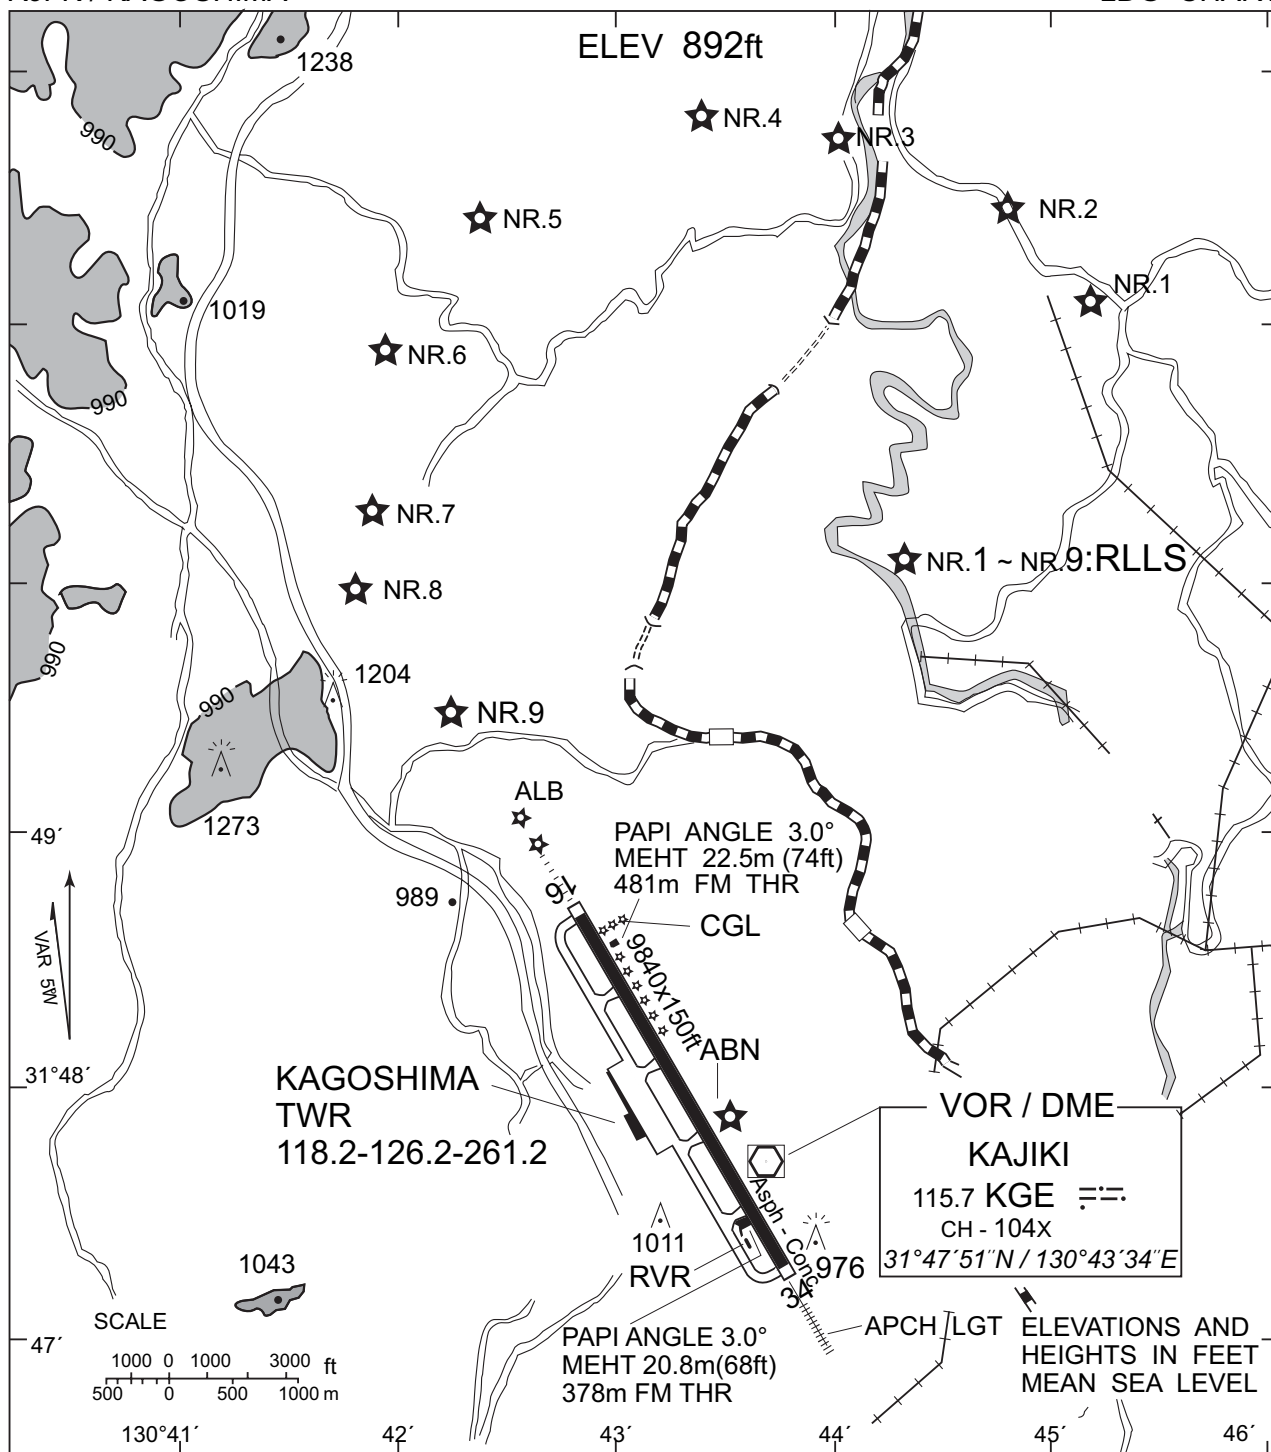 ELEV 892ft
1238
990
NR.4
NR.3
NR.5
NR.2
NR.1
1019
NR.6
990
NR.7
NR.1 ~ NR.9:RLLS
NR.8
990
1204
990
NR.9
1273
ALB
49´
PAPI ANGLE 3.0°
MEHT 22.5m (74ft)
481m FM THR
16
989
CGL
VAR 5W
9840x150ft
ABN
31°48´
KAGOSHIMA
TWR
118.2-126.2-261.2
VOR / DME
KAJIKI
115.7 KGE
CH - 104X
31°47´51˝N / 130°43´34˝E
Asph - Conc
1011
RVR
976
34
1043
SCALE
1000 0 1000 3000 ft
500 0 500 1000 m
47´
PAPI ANGLE 3.0°
MEHT 20.8m(68ft)
378m FM THR
APCH LGT
ELEVATIONS AND
HEIGHTS IN FEET
MEAN SEA LEVEL
130°41´
42´
43´
44´
45´
46´